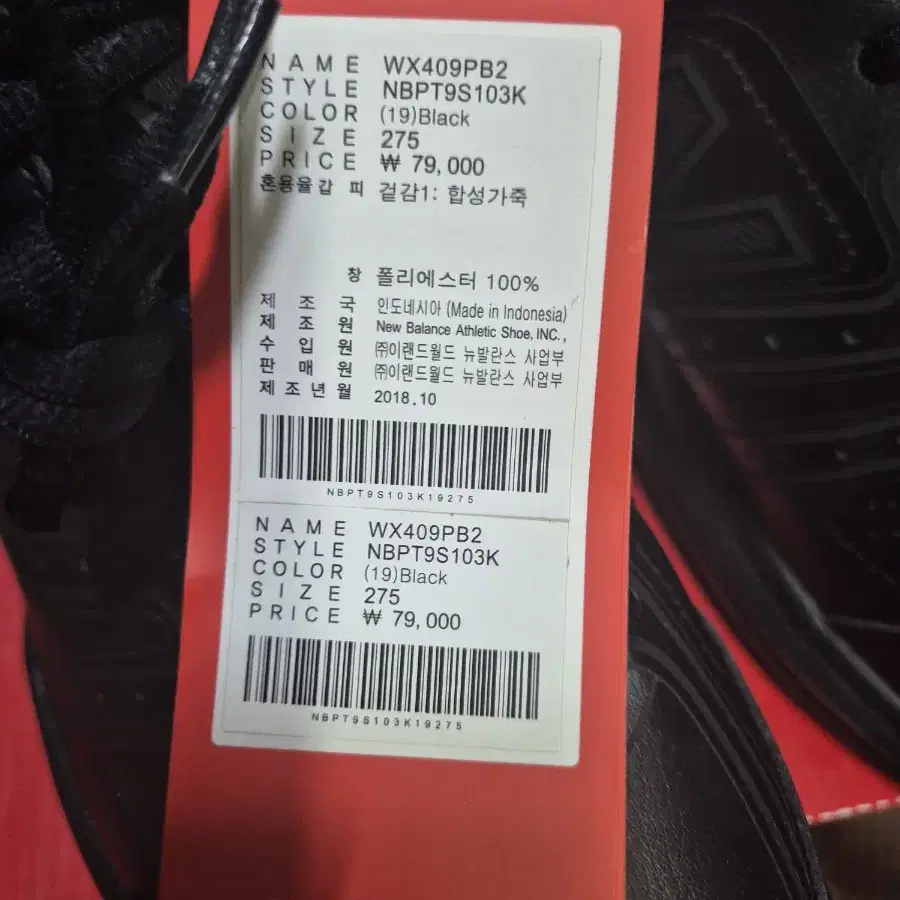 NAME WX409PB2
STYLE NBPT9S103K
COLOR (19)Black
SIZE 275
PRICE ₩ 79,000
혼용율갑 피 겉감1: 합성가죽
창 폴리에스터 100%
제 조 국 인도네시아 (Made in Indonesia)
제 조 원 New Balance Athletic Shoe, INC.,
수 입 원 ㈜이랜드월드 뉴발란스 사업부
판 매 원 ㈜이랜드월드 뉴발란스 사업부
제조년월 2018.10
NBPT9S103K19275
NAME WX409PB2
STYLE NBPT9S103K
COLOR (19)Black
SIZE 275
PRICE ₩ 79,000
NBPT9S103K19275